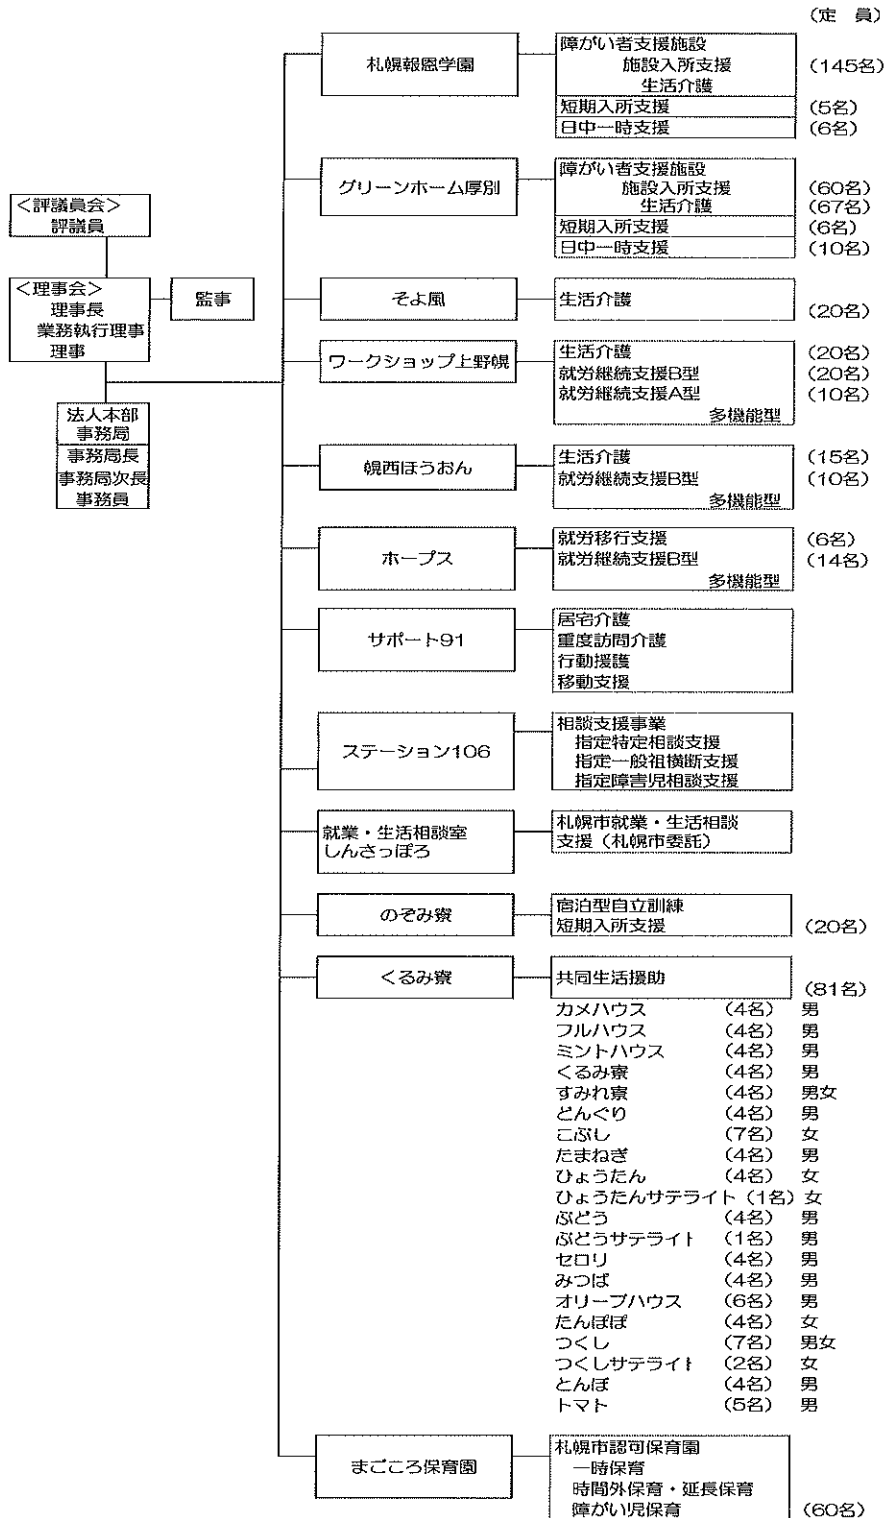 (定 員)
札幌報恩学園
障がい者支援施設
施設入所支援 (145名)
生活介護
短期入所支援 (5名)
日中一時支援 (6名)
グリーンホーム厚別
障がい者支援施設
施設入所支援 (60名)
生活介護 (67名)
短期入所支援 (6名)
日中一時支援 (10名)
<評議員会>
評議員
<理事会>
理事長
業務執行理事
理事
監事
法人本部
事務局
事務局長
事務局次長
事務員
そよ風
生活介護 (20名)
ワークショップ上野幌
生活介護 (20名)
就労継続支援B型 (20名)
就労継続支援A型 (10名)
多機能型
幌西ほうおん
生活介護 (15名)
就労継続支援B型 (10名)
多機能型
ホープス
就労移行支援 (6名)
就労継続支援B型 (14名)
多機能型
サポート91
居宅介護
重度訪問介護
行動援護
移動支援
ステーション106
相談支援事業
指定特定相談支援
指定一般祖横断支援
指定障害児相談支援
就業・生活相談室
しんさっぽろ
札幌市就業・生活相談
支援(札幌市委託)
のぞみ寮
宿泊型自立訓練
短期入所支援 (20名)
くるみ寮
共同生活援助 (81名)
カメハウス (4名) 男
フルハウス (4名) 男
ミントハウス (4名) 男
くるみ寮 (4名) 男
すみれ寮 (4名) 男女
どんぐり (4名) 男
こぶし (7名) 女
たまねぎ (4名) 男
ひょうたん (4名) 女
ひょうたんサテライト (1名) 女
ぶどう (4名) 男
ぶどうサテライト (1名) 男
セロリ (4名) 男
みつば (4名) 男
オリーブハウス (6名) 男
たんぽぽ (4名) 女
つくし (7名) 男女
つくしサテライト (2名) 女
とんぼ (4名) 男
トマト (5名) 男
まごころ保育園
札幌市認可保育園
一時保育
時間外保育・延長保育
障がい児保育 (60名)